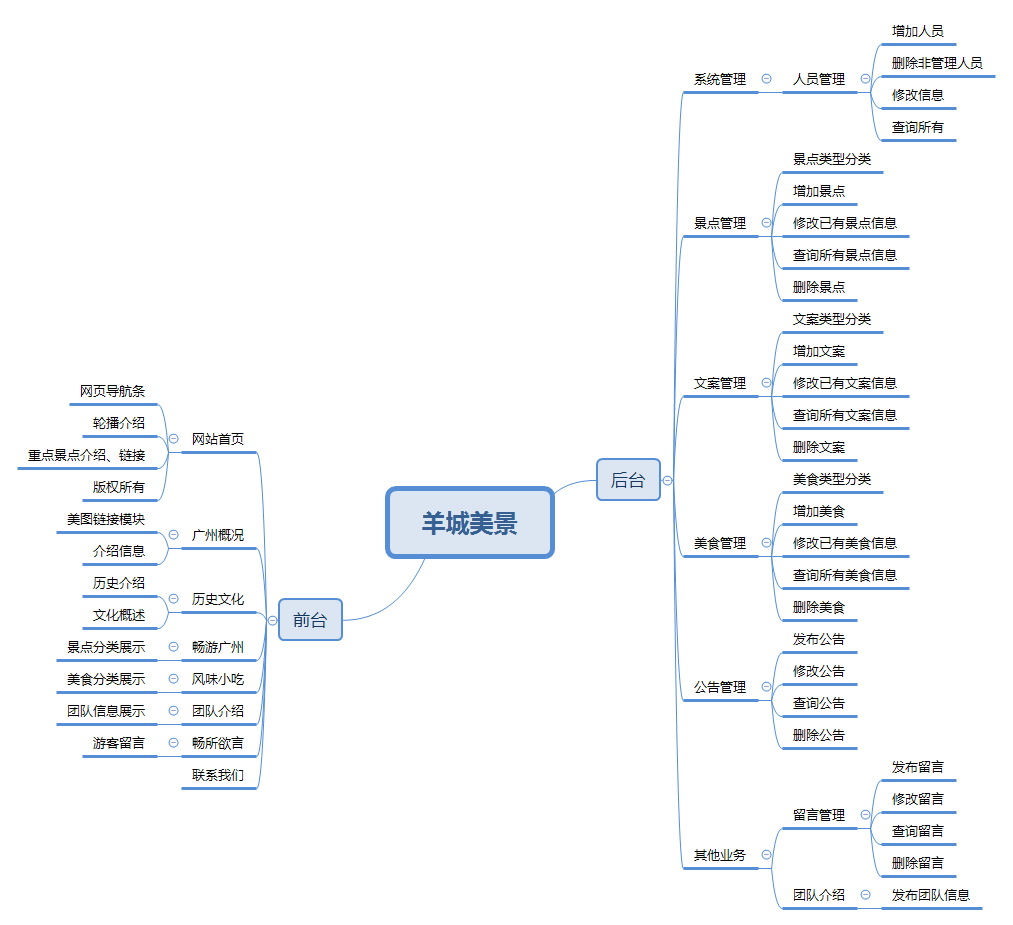 羊城美景
后台
系统管理
人员管理
增加人员
删除非管理人员
修改信息
查询所有
景点管理
景点类型分类
增加景点
修改已有景点信息
查询所有景点信息
删除景点
文案管理
文案类型分类
增加文案
修改已有文案信息
查询所有文案信息
删除文案
美食管理
美食类型分类
增加美食
修改已有美食信息
查询所有美食信息
删除美食
公告管理
发布公告
修改公告
查询公告
删除公告
其他业务
留言管理
发布留言
修改留言
查询留言
删除留言
团队介绍
发布团队信息
前台
网站首页
网页导航条
轮播介绍
重点景点介绍、链接
版权所有
广州概况
美图链接模块
介绍信息
历史文化
历史介绍
文化概述
畅游广州
景点分类展示
风味小吃
美食分类展示
团队介绍
团队信息展示
畅所欲言
游客留言
联系我们